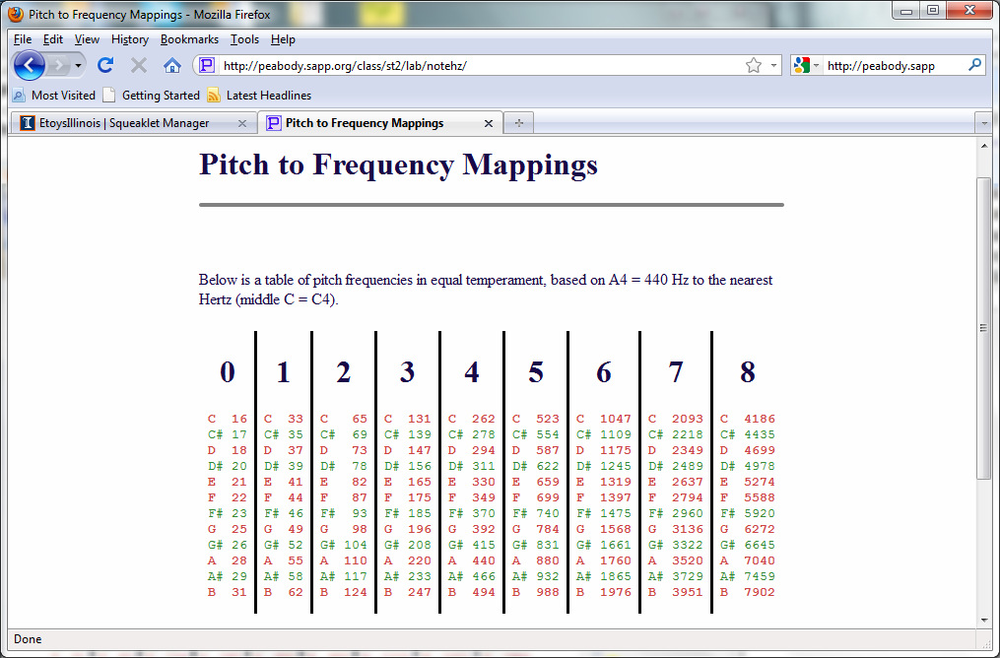 Pitch to Frequency Mappings - Mozilla Firefox
File Edit View History Bookmarks Tools Help
http://peabody.sapp.org/class/st2/lab/notehz/ http://peabody.sapp
Most Visited Getting Started Latest Headlines
EtoysIllinois | Squeaklet Manager Pitch to Frequency Mappings
Pitch to Frequency Mappings
Below is a table of pitch frequencies in equal temperament, based on A4 = 440 Hz to the nearest
Hertz (middle C = C4).
0 1 2 3 4 5 6 7 8
C 16 C 33 C 65 C 131 C 262 C 523 C 1047 C 2093 C 4186
C# 17 C# 35 C# 69 C# 139 C# 278 C# 554 C# 1109 C# 2218 C# 4435
D 18 D 37 D 73 D 147 D 294 D 587 D 1175 D 2349 D 4699
D# 20 D# 39 D# 78 D# 156 D# 311 D# 622 D# 1245 D# 2489 D# 4978
E 21 E 41 E 82 E 165 E 330 E 659 E 1319 E 2637 E 5274
F 22 F 44 F 87 F 175 F 349 F 699 F 1397 F 2794 F 5588
F# 23 F# 46 F# 93 F# 185 F# 370 F# 740 F# 1475 F# 2960 F# 5920
G 25 G 49 G 98 G 196 G 392 G 784 G 1568 G 3136 G 6272
G# 26 G# 52 G# 104 G# 208 G# 415 G# 831 G# 1661 G# 3322 G# 6645
A 28 A 55 A 110 A 220 A 440 A 880 A 1760 A 3520 A 7040
A# 29 A# 58 A# 117 A# 233 A# 466 A# 932 A# 1865 A# 3729 A# 7459
B 31 B 62 B 124 B 247 B 494 B 988 B 1976 B 3951 B 7902
Done